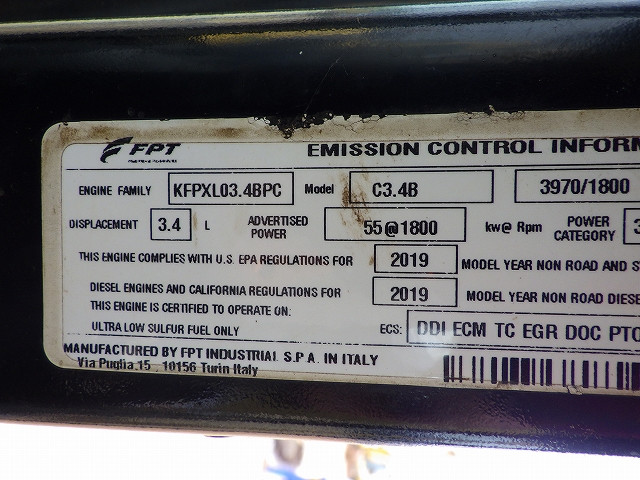 FPT EMISSION CONTROL INFORM
ENGINE FAMILY KFPXL03.4BPC Model C3.4B 3970/1800
DISPLACEMENT 3.4 L ADVERTISED POWER 55@1800 kw@ Rpm POWER CATEGORY 3
THIS ENGINE COMPLIES WITH U.S. EPA REGULATIONS FOR 2019 MODEL YEAR NON ROAD AND ST
DIESEL ENGINES AND CALIFORNIA REGULATIONS FOR 2019 MODEL YEAR NON ROAD DIESE
THIS ENGINE IS CERTIFIED TO OPERATE ON:
ULTRA LOW SULFUR FUEL ONLY ECS: DDI ECM TC EGR DOC PTO
MANUFACTURED BY FPT INDUSTRIAL S.P.A. IN ITALY
Via Puglia,15 , 10156 Turin Italy